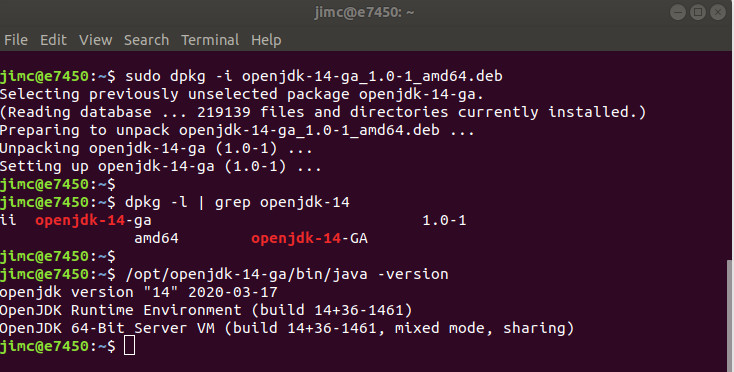 jimc@e7450: ~
File Edit View Search Terminal Help
jimc@e7450:~$ sudo dpkg -i openjdk-14-ga_1.0-1_amd64.deb
Selecting previously unselected package openjdk-14-ga.
(Reading database ... 219139 files and directories currently installed.)
Preparing to unpack openjdk-14-ga_1.0-1_amd64.deb ...
Unpacking openjdk-14-ga (1.0-1) ...
Setting up openjdk-14-ga (1.0-1) ...
jimc@e7450:~$
jimc@e7450:~$ dpkg -l | grep openjdk-14
ii  openjdk-14-ga                              1.0-1
               amd64        openjdk-14-GA
jimc@e7450:~$
jimc@e7450:~$ /opt/openjdk-14-ga/bin/java -version
openjdk version "14" 2020-03-17
OpenJDK Runtime Environment (build 14+36-1461)
OpenJDK 64-Bit Server VM (build 14+36-1461, mixed mode, sharing)
jimc@e7450:~$